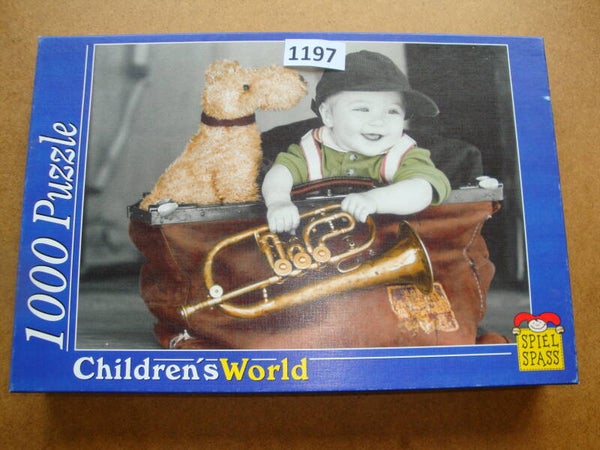 1197
1000 Puzzle
Children's World
SPIEL
SPASS